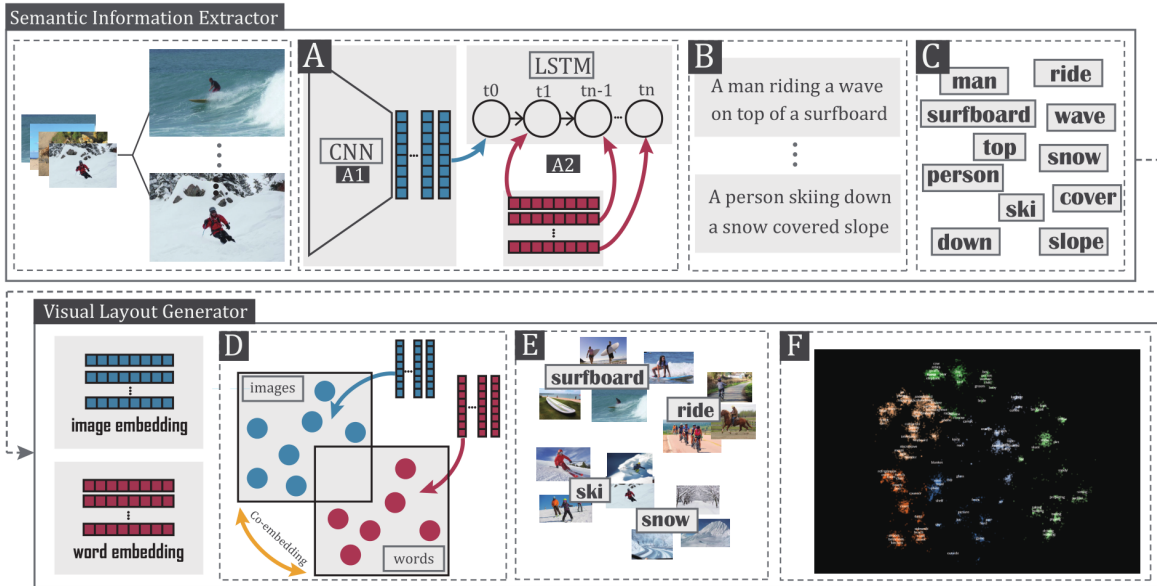 Semantic Information Extractor
A
CNN
A1
LSTM
t0 t1 tn-1 tn
A2
B
A man riding a wave
on top of a surfboard
A person skiing down
a snow covered slope
C
man
ride
surfboard
wave
top
snow
person
ski
cover
down
slope
Visual Layout Generator
image embedding
word embedding
D
images
Co-embedding
words
E
surfboard
ride
ski
snow
F